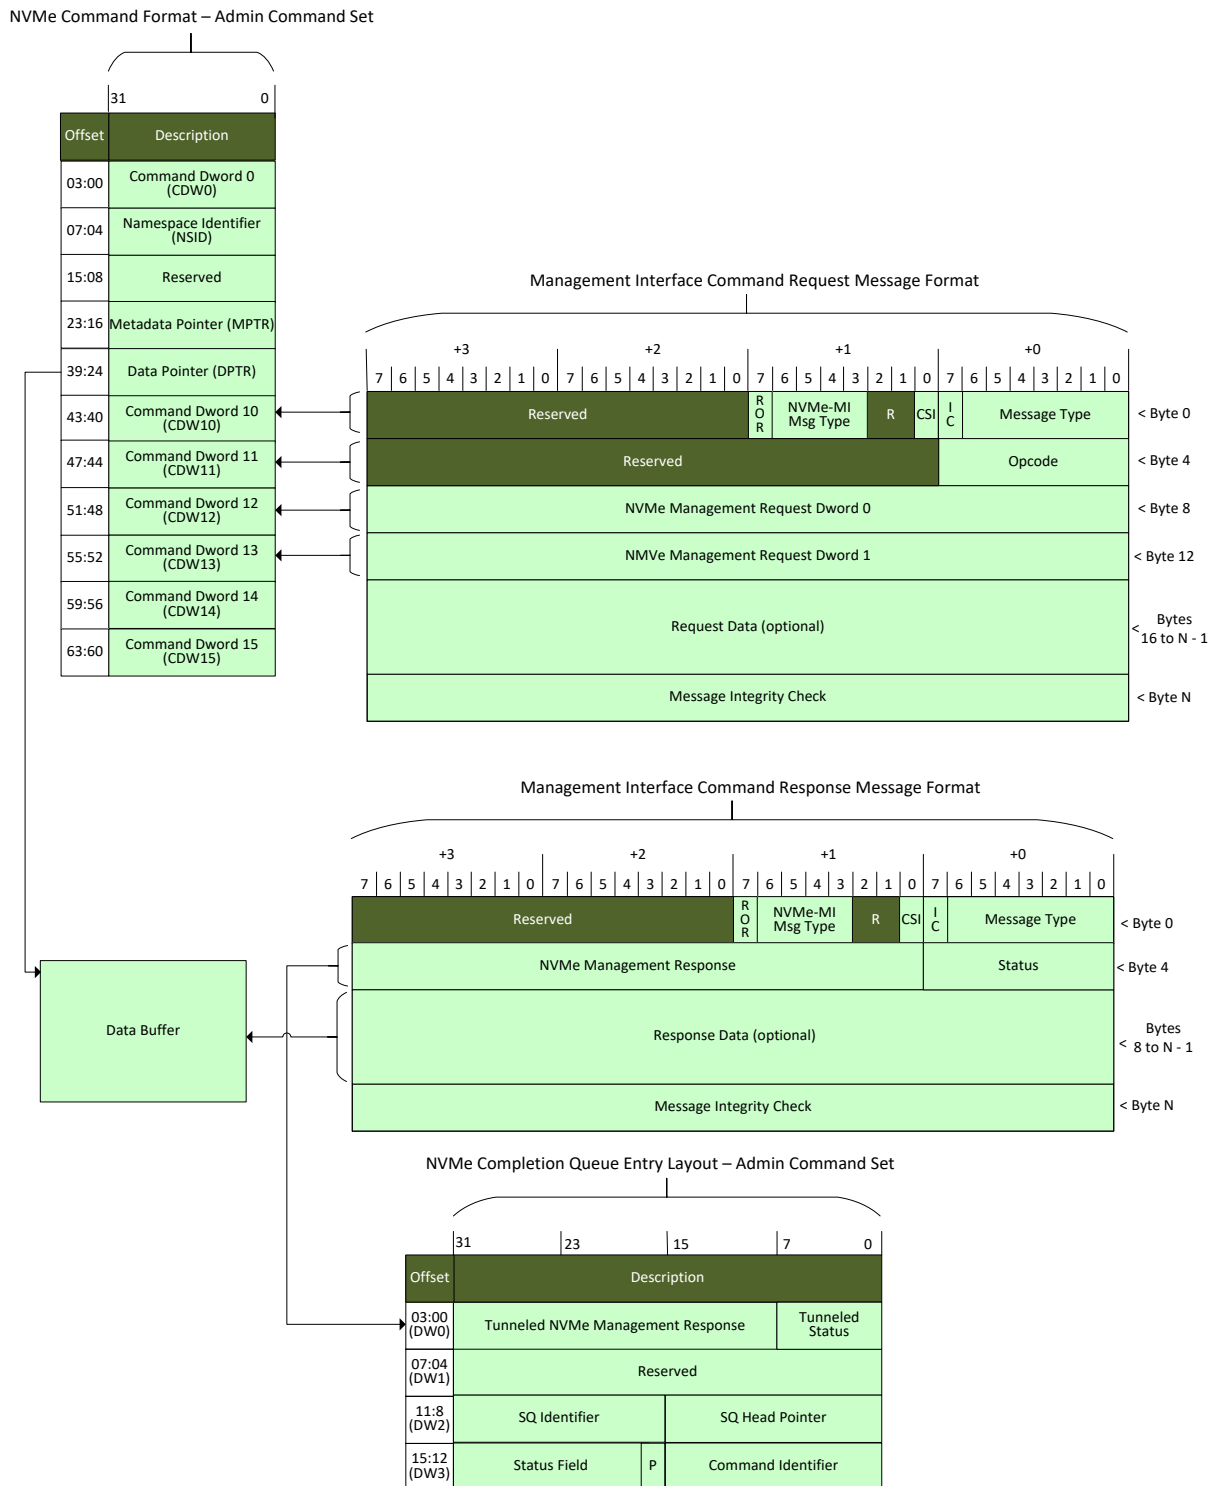 NVMe Command Format – Admin Command Set
31 0
Offset Description
03:00 Command Dword 0
(CDW0)
07:04 Namespace Identifier
(NSID)
15:08 Reserved
23:16 Metadata Pointer (MPTR)
39:24 Data Pointer (DPTR)
43:40 Command Dword 10
(CDW10)
47:44 Command Dword 11
(CDW11)
51:48 Command Dword 12
(CDW12)
55:52 Command Dword 13
(CDW13)
59:56 Command Dword 14
(CDW14)
63:60 Command Dword 15
(CDW15)
Management Interface Command Request Message Format
+3 +2 +1 +0
7 6 5 4 3 2 1 0 7 6 5 4 3 2 1 0 7 6 5 4 3 2 1 0 7 6 5 4 3 2 1 0
Reserved
R
O
R
NVMe-MI
Msg Type
R
CSI
I
C
Message Type
< Byte 0
Reserved Opcode < Byte 4
NVMe Management Request Dword 0 < Byte 8
NMVe Management Request Dword 1 < Byte 12
Request Data (optional) < Bytes
16 to N - 1
Message Integrity Check < Byte N
Management Interface Command Response Message Format
+3 +2 +1 +0
7 6 5 4 3 2 1 0 7 6 5 4 3 2 1 0 7 6 5 4 3 2 1 0 7 6 5 4 3 2 1 0
Reserved
R
O
R
NVMe-MI
Msg Type
R
CSI
I
C
Message Type
< Byte 0
NVMe Management Response Status < Byte 4
Data Buffer
Response Data (optional) < Bytes
8 to N - 1
Message Integrity Check < Byte N
NVMe Completion Queue Entry Layout – Admin Command Set
31 23 15 7 0
Offset Description
03:00
(DW0)
Tunneled NVMe Management Response
Tunneled
Status
07:04
(DW1)
Reserved
11:8
(DW2)
SQ Identifier SQ Head Pointer
15:12
(DW3)
Status Field P Command Identifier